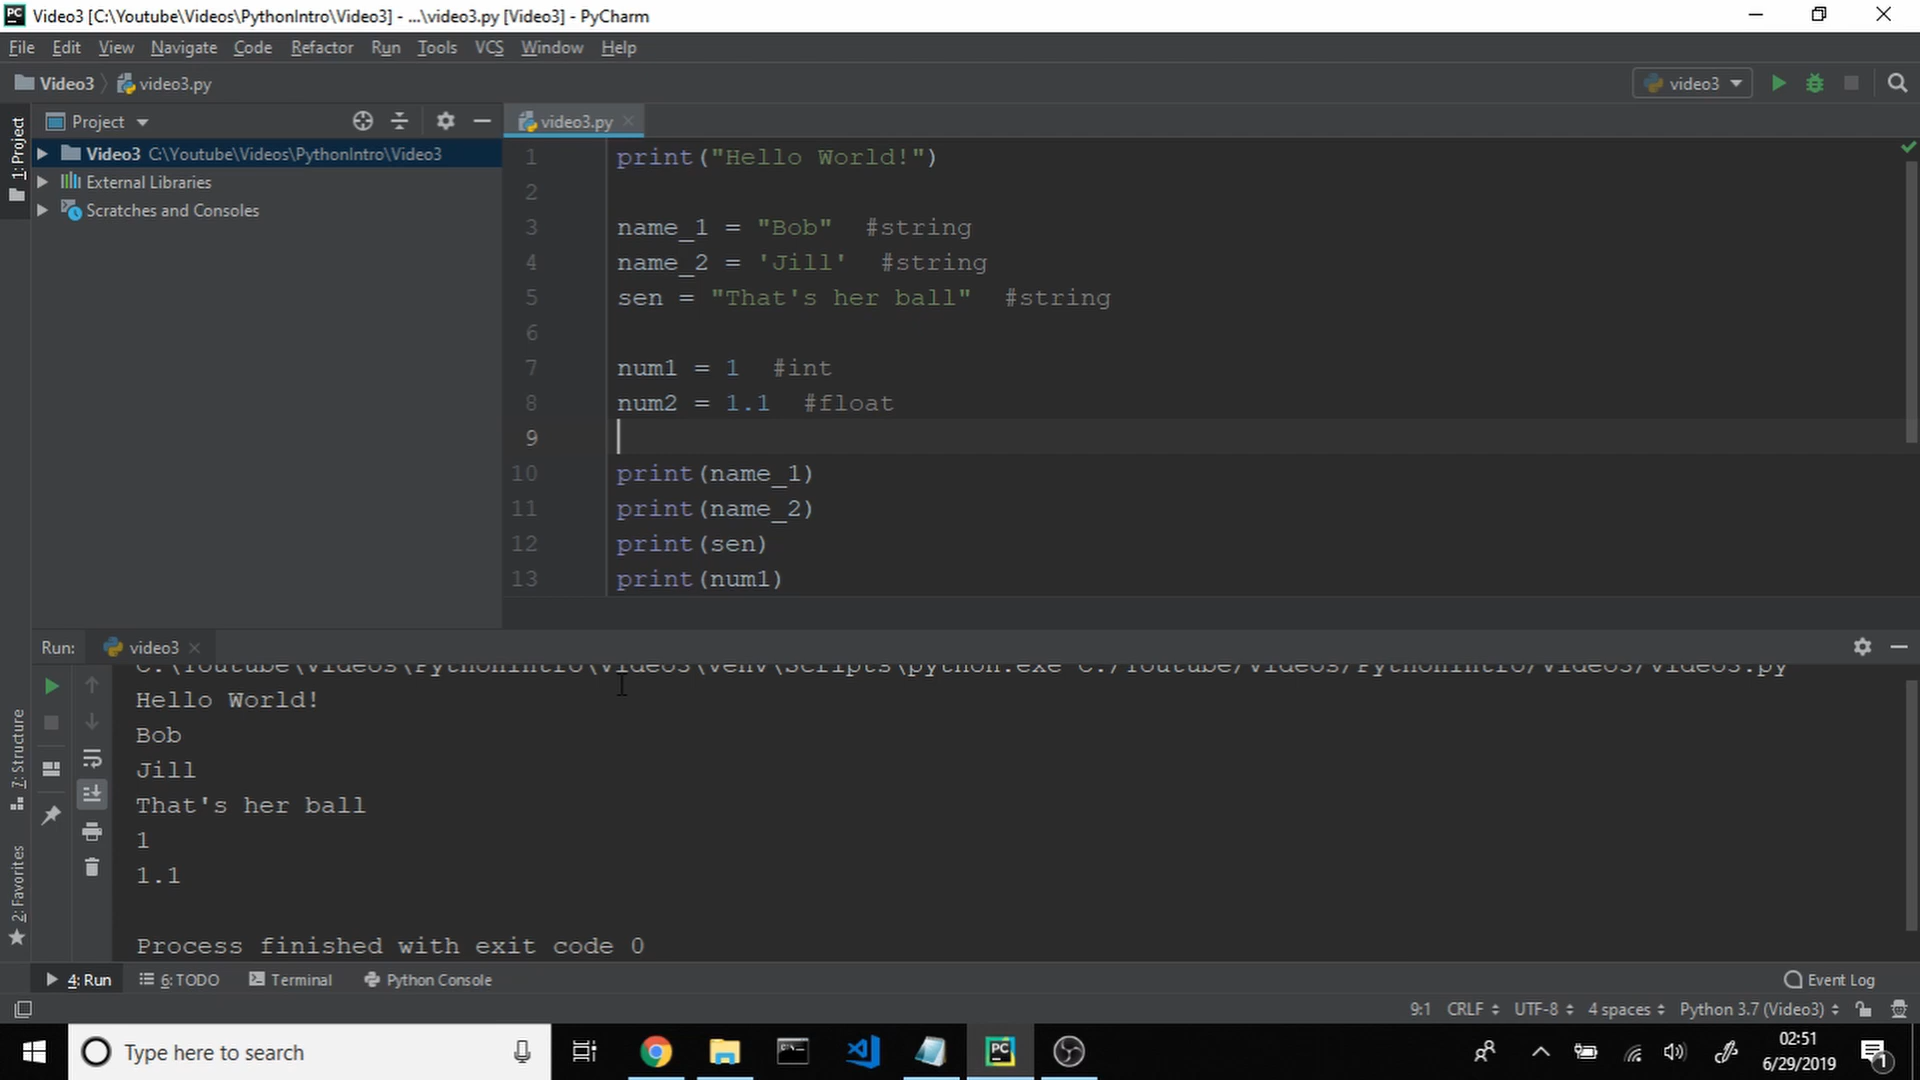 Video3 [C:\Youtube\Videos\PythonIntro\Video3] - ...\video3.py [Video3] - PyCharm
File Edit View Navigate Code Refactor Run Tools VCS Window Help
Video3 video3.py video3
1: Project
Project
video3.py
Video3 C:\Youtube\Videos\PythonIntro\Video3
External Libraries
Scratches and Consoles
1 print("Hello World!")
2
3 name_1 = "Bob"  #string
4 name_2 = 'Jill'  #string
5 sen = "That's her ball"  #string
6
7 num1 = 1  #int
8 num2 = 1.1  #float
9
10 print(name_1)
11 print(name_2)
12 print(sen)
13 print(num1)
Run: video3
C:\Youtube\Videos\PythonIntro\Video3\venv\Scripts\python.exe C:/Youtube/Videos/PythonIntro/Video3/video3.py
Hello World!
Bob
Jill
That's her ball
1
1.1
Process finished with exit code 0
7: Structure
2: Favorites
4: Run 6: TODO Terminal Python Console Event Log
9:1 CRLF UTF-8 4 spaces Python 3.7 (Video3)
Type here to search
PC
02:51
6/29/2019
1